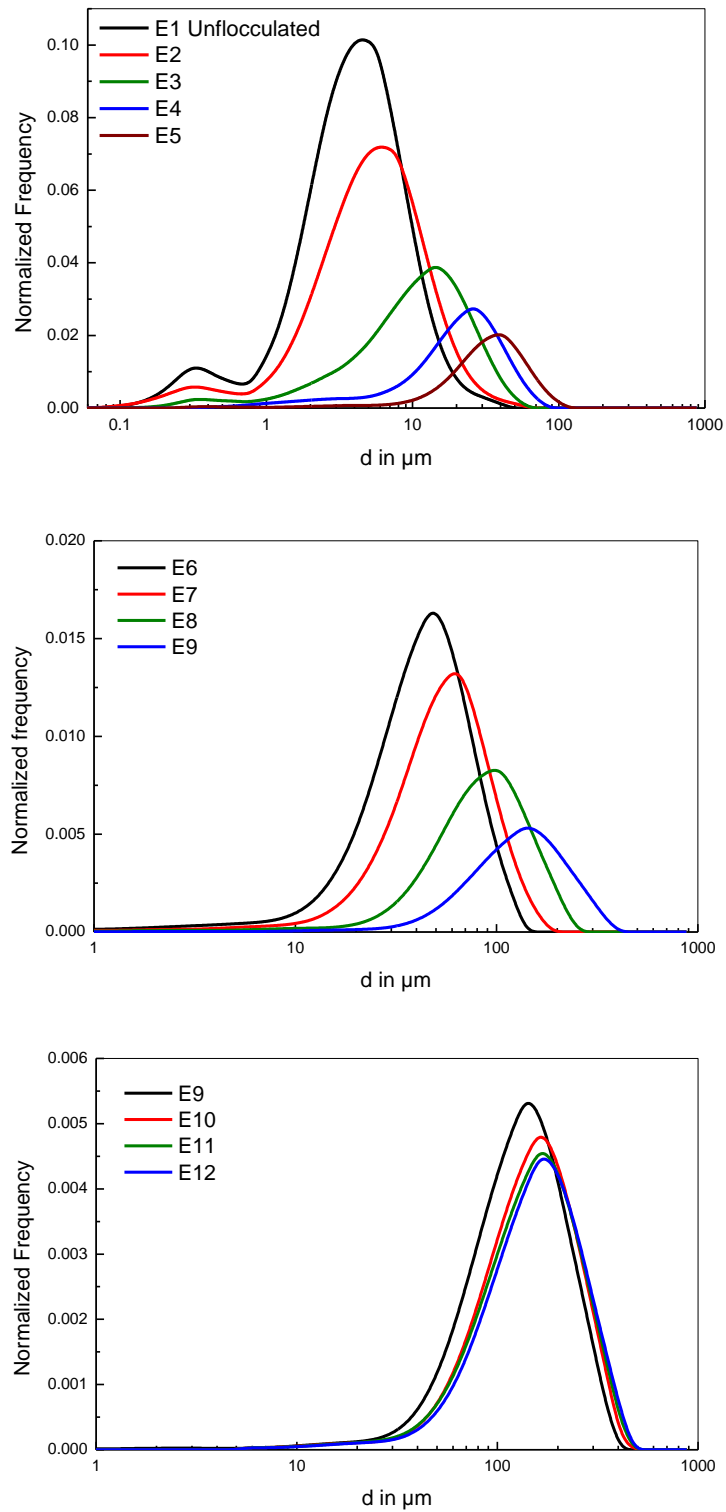 0.10
0.08
0.06
0.04
0.02
0.00
Normalized Frequency
E1 Unflocculated
E2
E3
E4
E5
0.1 1 10 100 1000
d in µm
0.020
0.015
0.010
0.005
0.000
Normalized frequency
E6
E7
E8
E9
1 10 100 1000
d in µm
0.006
0.005
0.004
0.003
0.002
0.001
0.000
Normalized Frequency
E9
E10
E11
E12
1 10 100 1000
d in µm